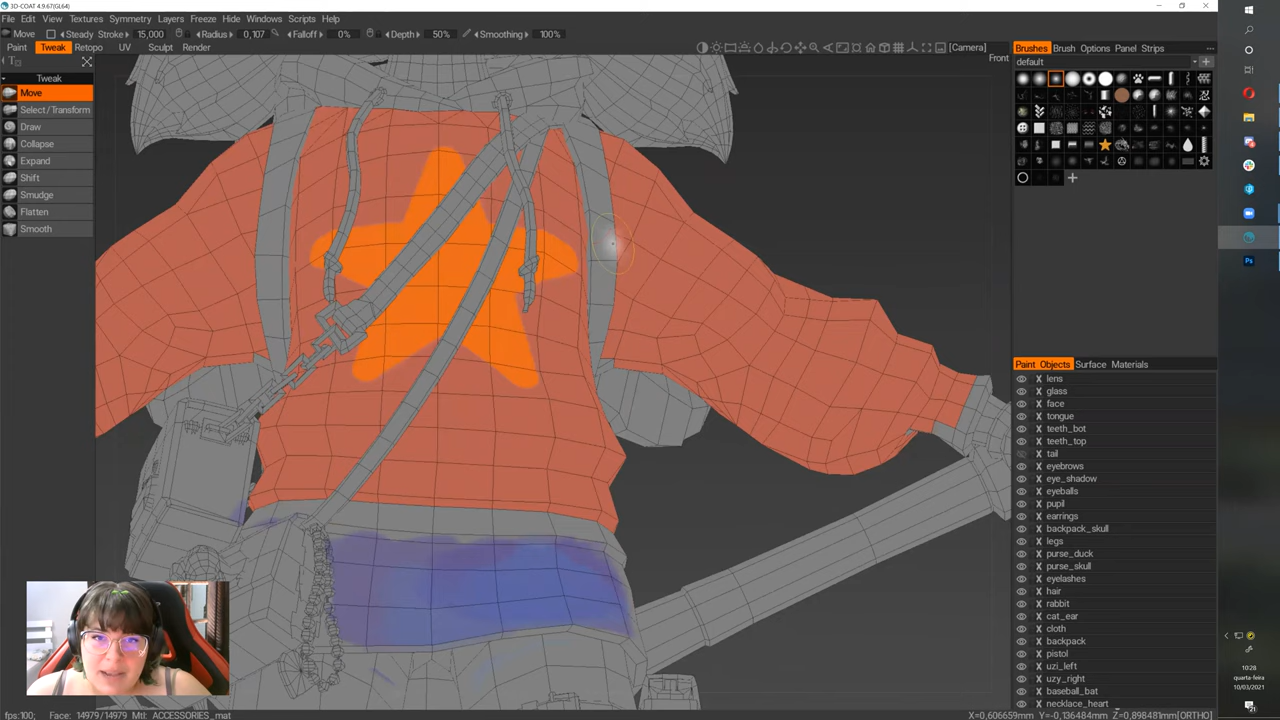 3D-COAT 4.9.67(GL64)
File Edit View Textures Symmetry Layers Freeze Hide Windows Scripts Help
Move Steady Stroke 15,000 Radius 0,107 Falloff 0% Depth 50% Smoothing 100%
Paint Tweak Retopo UV Sculpt Render
[Camera]
Front
Tweak
Move
Select/Transform
Draw
Collapse
Expand
Shift
Smudge
Flatten
Smooth
Brushes Brush Options Panel Strips
default
Paint Objects Surface Materials
X lens
X glass
X face
X tongue
X teeth_bot
X teeth_top
X tail
X eyebrows
X eye_shadow
X eyeballs
X pupil
X earrings
X backpack_skull
X legs
X purse_duck
X purse_skull
X eyelashes
X hair
X rabbit
X cat_ear
X cloth
X backpack
X pistol
X uzi_left
X uzy_right
X baseball_bat
X necklace_heart
fps:100; Face: 14979/14979 Mtl: ACCESSORIES_mat
X=0,606659mm Y=-0,136484mm Z=0,898481mm [ORTHO]
Ps
10:28
quarta-feira
10/03/2021